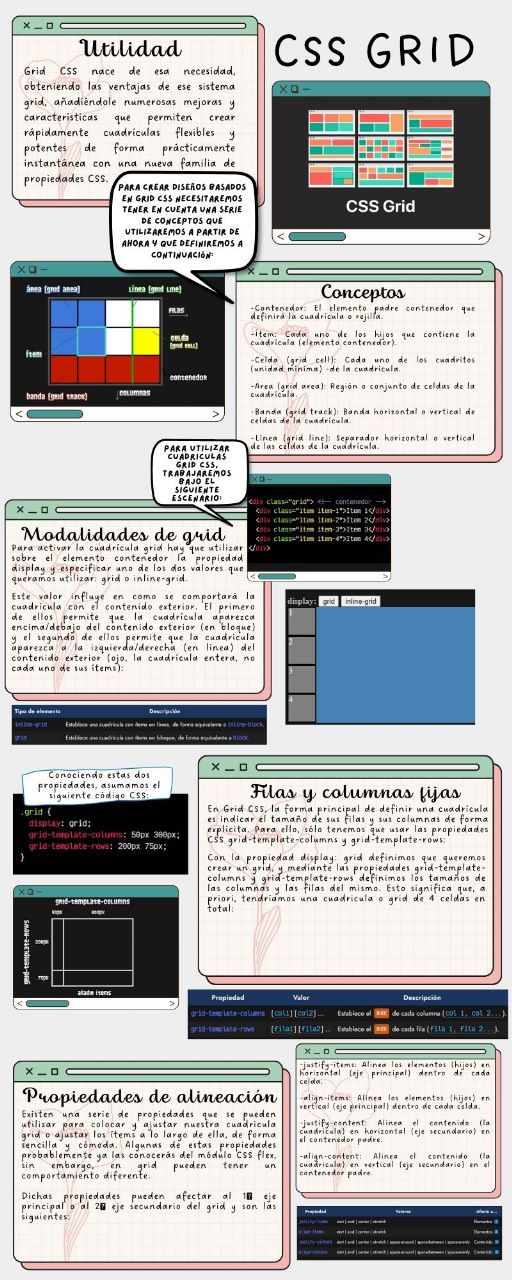 CSS GRID
Utilidad
Grid CSS nace de esa necesidad,
obteniendo las ventajas de ese sistema
grid, añadiéndole numerosas mejoras y
características que permiten crear
rápidamente cuadrículas flexibles y
potentes de forma prácticamente
instantánea con una nueva familia de
propiedades CSS.
CSS Grid
PARA CREAR DISEÑOS BASADOS
EN GRID CSS NECESITAREMOS
TENER EN CUENTA UNA SERIE
DE CONCEPTOS QUE
UTILIZAREMOS A PARTIR DE
AHORA Y QUE DEFINIREMOS A
CONTINUACIÓN:
área (grid area)
línea (grid line)
filas
celda
(grid cell)
ítem
contenedor
banda (grid track)
columnas
Conceptos
-Contenedor: El elemento padre contenedor que
definirá la cuadrícula o rejilla.
-Ítem: Cada uno de los hijos que contiene la
cuadrícula (elemento contenedor).
-Celda (grid cell): Cada uno de los cuadritos
(unidad mínima) -de la cuadrícula.
-Area (grid area): Región o conjunto de celdas de la
cuadrícula.
-Banda (grid track): Banda horizontal o vertical de
celdas de la cuadrícula.
-Línea (grid line): Separador horizontal o vertical
de las celdas de la cuadrícula.
PARA UTILIZAR
CUADRICULAS
GRID CSS,
TRABAJAREMOS
BAJO EL
SIGUIENTE
ESCENARIO:
<div class="grid"> <-- contenedor -->
<div class="item item-1">Item 1</div>
<div class="item item-2">Item 2</div>
<div class="item item-3">Item 3</div>
<div class="item item-4">Item 4</div>
</div>
Modalidades de grid
Para activar la cuadrícula grid hay que utilizar
sobre el elemento contenedor la propiedad
display y especificar uno de los dos valores que
queramos utilizar: grid o inline-grid.
Este valor influye en como se comportará la
cuadrícula con el contenido exterior. El primero
de ellos permite que la cuadrícula aparezca
encima/debajo del contenido exterior (en bloque)
y el segundo de ellos permite que la cuadrícula
aparezca a la izquierda/derecha (en línea) del
contenido exterior (ojo, la cuadrícula entera, no
cada uno de sus ítems):
display: grid inline-grid
1
2
3
4
Tipo de elemento Descripción
inline-grid Establece una cuadrícula con ítems en línea, de forma equivalente a inline-block.
grid Establece una cuadrícula con ítems en bloque, de forma equivalente a block.
Conociendo estas dos
propiedades, asumamos el
siguiente código CSS:
.grid {
display: grid;
grid-template-columns: 50px 300px;
grid-template-rows: 200px 75px;
}
Filas y columnas fijas
En Grid CSS, la forma principal de definir una cuadrícula
es indicar el tamaño de sus filas y sus columnas de forma
explícita. Para ello, sólo tenemos que usar las propiedades
CSS grid-template-columns y grid-template-rows:
Con la propiedad display: grid definimos que queremos
crear un grid, y mediante las propiedades grid-template-
columns y grid-template-rows definimos los tamaños de
las columnas y las filas del mismo. Esto significa que, a
priori, tendríamos una cuadrícula o grid de 4 celdas en
total:
grid-template-columns
50px 300px
grid-template-rows
200px
75px
añadir items
Propiedad Valor Descripción
grid-template-columns [col1][col2]... Establece el SIZE de cada columna (col 1, col 2...).
grid-template-rows [fila1][fila2]... Establece el SIZE de cada fila (fila 1, fila 2...).
Propiedades de alineación
Existen una serie de propiedades que se pueden
utilizar para colocar y ajustar nuestra cuadrícula
grid o ajustar los ítems a lo largo de ella, de forma
sencilla y cómoda. Algunas de estas propiedades
probablemente ya las conocerás del módulo CSS flex,
sin embargo, en grid pueden tener un
comportamiento diferente.
Dichas propiedades pueden afectar al 1 eje
principal o al 2 eje secundario del grid y son las
siguientes:
-justify-items: Alinea los elementos (hijos) en
horizontal (eje principal) dentro de cada
celda.
-align-items: Alinea los elementos (hijos) en
vertical (eje principal) dentro de cada celda.
-justify-content: Alinea el contenido (la
cuadrícula) en horizontal (eje secundario) en
el contenedor padre.
-align-content: Alinea el contenido (la
cuadrícula) en vertical (eje secundario) en el
contenedor padre.
Propiedad Valores Afecta a...
justify-items start | end | center | stretch Elementos
align-items start | end | center | stretch Elementos
justify-content start | end | center | stretch | space-around | space-between | space-evenly Contenido
align-content start | end | center | stretch | space-around | space-between | space-evenly Contenido